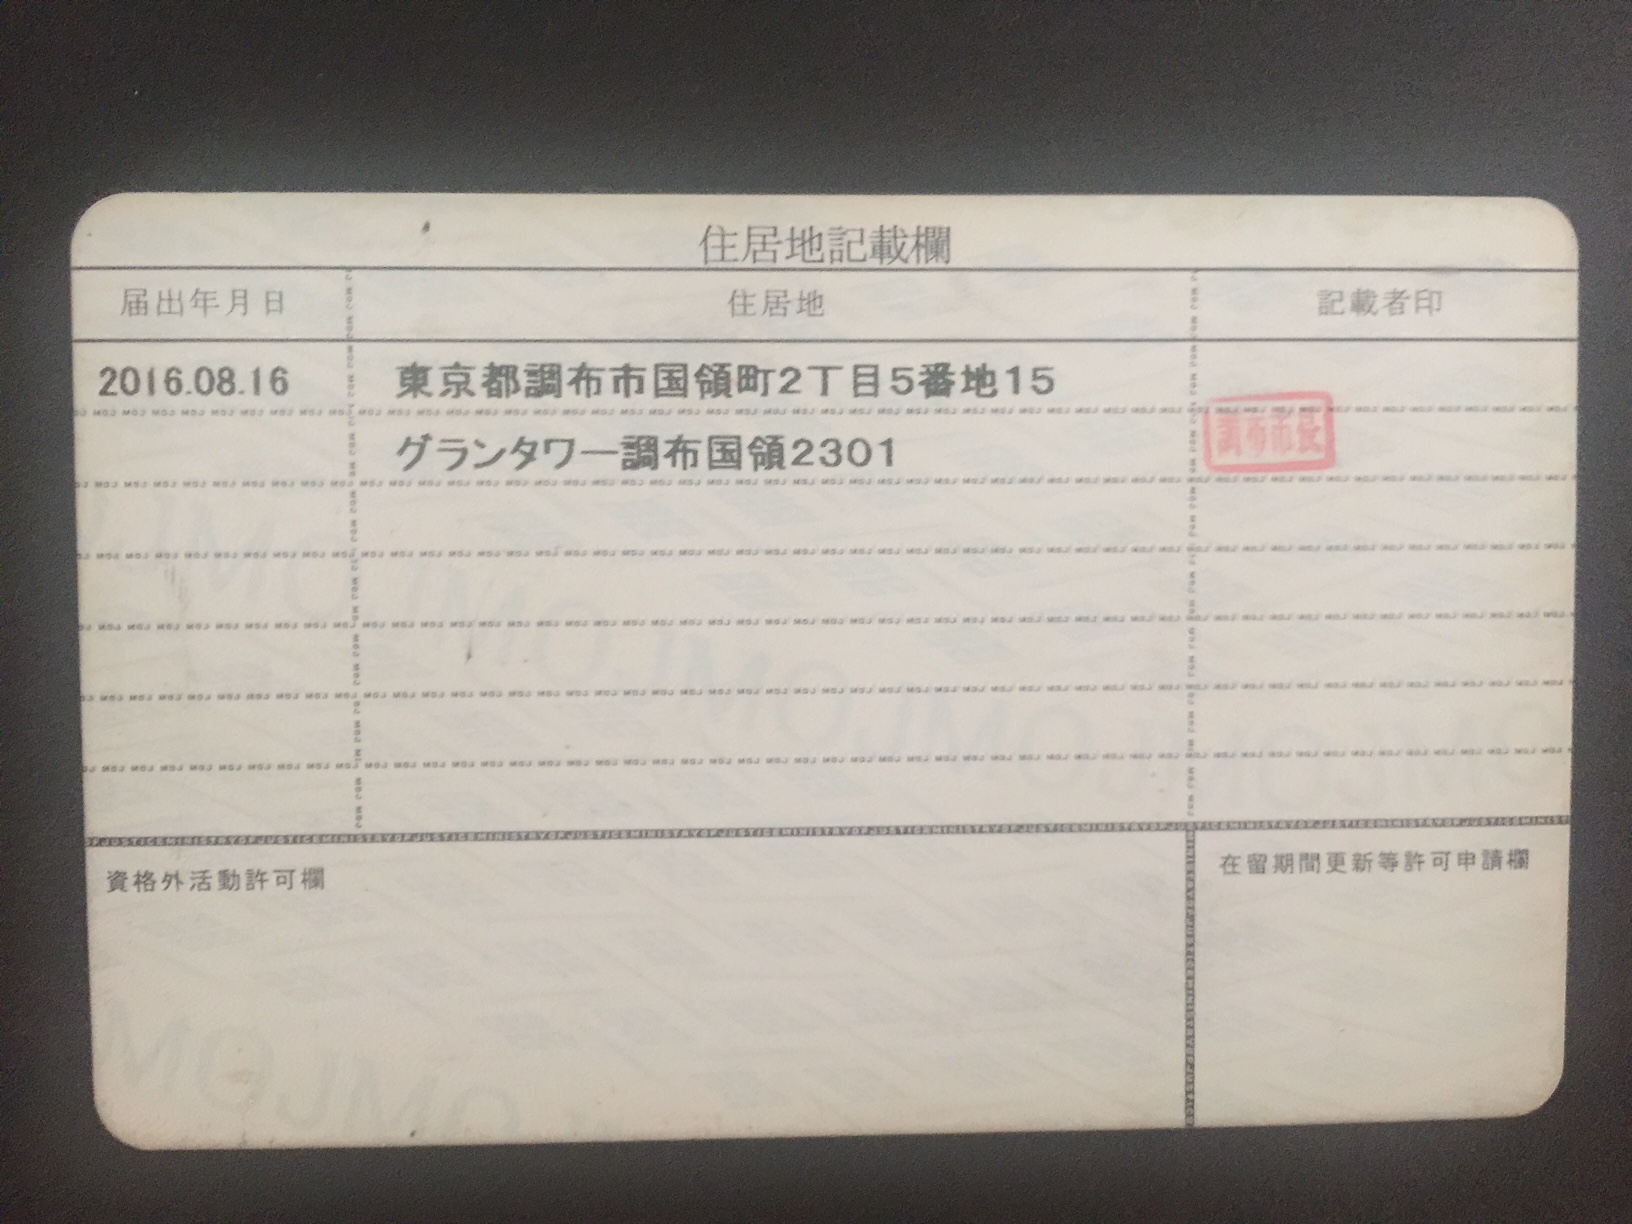 住居地記載欄
届出年月日 住居地 記載者印
2016.08.16 東京都調布市国領町2丁目5番地15
グランタワー調布国領2301
調布市長
資格外活動許可欄
在留期間更新等許可申請欄